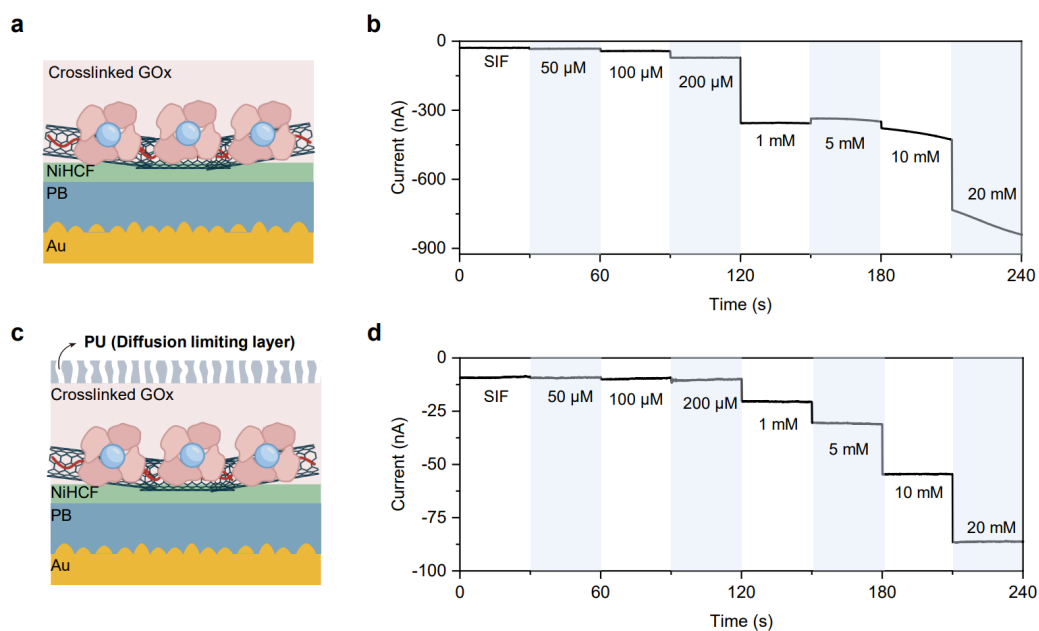 a
Crosslinked GOx
NiHCF
PB
Au
b
0
-300
-600
-900
Current (nA)
SIF
50 µM
100 µM
200 µM
1 mM
5 mM
10 mM
20 mM
0 60 120 180 240
Time (s)
c
PU (Diffusion limiting layer)
Crosslinked GOx
NiHCF
PB
Au
d
0
-25
-50
-75
-100
Current (nA)
SIF
50 µM
100 µM
200 µM
1 mM
5 mM
10 mM
20 mM
0 60 120 180 240
Time (s)